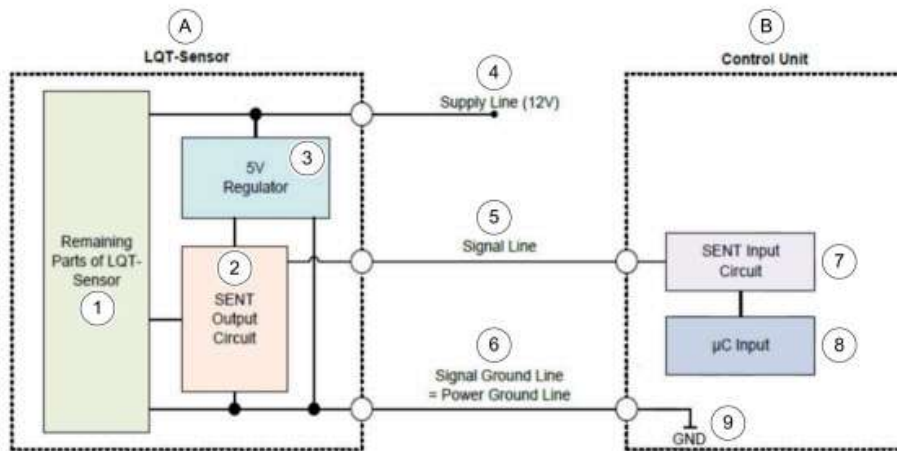 A
LQT-Sensor
B
Control Unit
4
Supply Line (12V)
3
5V
Regulator
5
Signal Line
Remaining
Parts of LQT-
Sensor
1
2
SENT
Output
Circuit
SENT Input
Circuit
7
µC Input
8
6
Signal Ground Line
= Power Ground Line
GND
9